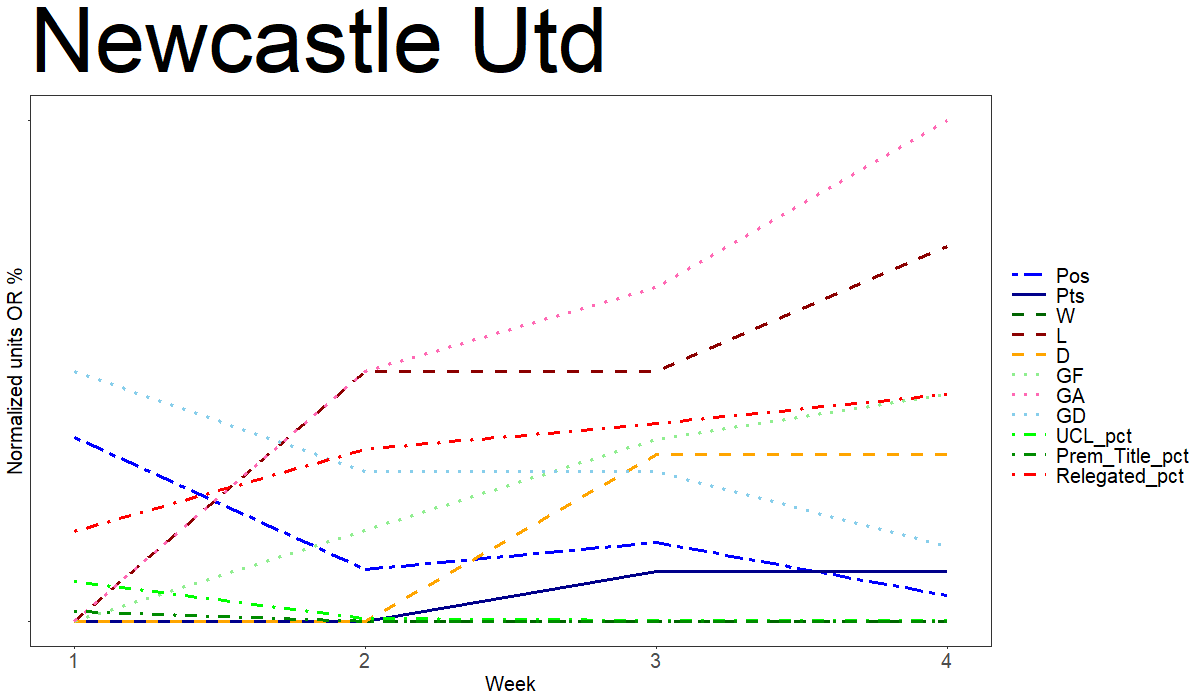 Newcastle Utd
Normalized units OR %
Pos
Pts
W
L
D
GF
GA
GD
UCL_pct
Prem_Title_pct
Relegated_pct
1 2 3 4
Week